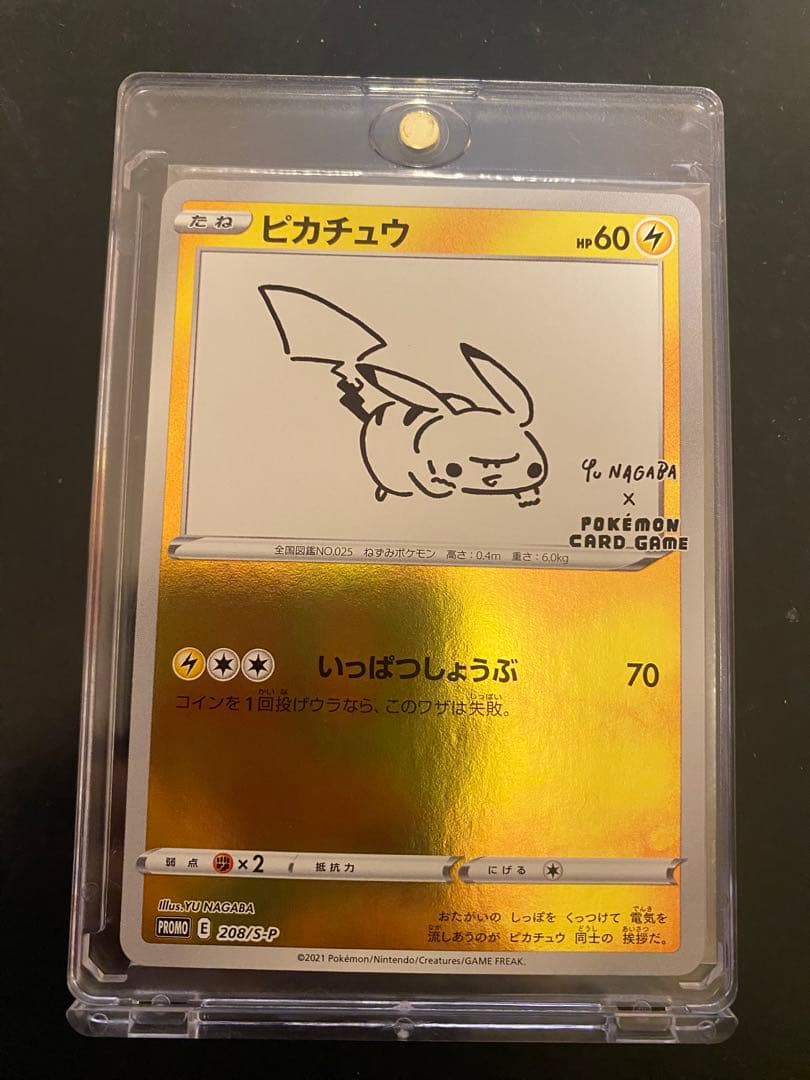 たね ピカチュウ HP60
YU NAGABA
×
POKÉMON
CARD GAME
全国図鑑NO.025 ねずみポケモン 高さ:0.4m 重さ:6.0kg
いっぱつしょうぶ 70
コインを1回投げウラなら、このワザは失敗。
弱点 ×2 抵抗力 にげる
Illus.YU NAGABA
PROMO E 208/S-P
おたがいの しっぽを くっつけて 電気を
流しあうのが ピカチュウ 同士の 挨拶だ。
©2021 Pokémon/Nintendo/Creatures/GAME FREAK.